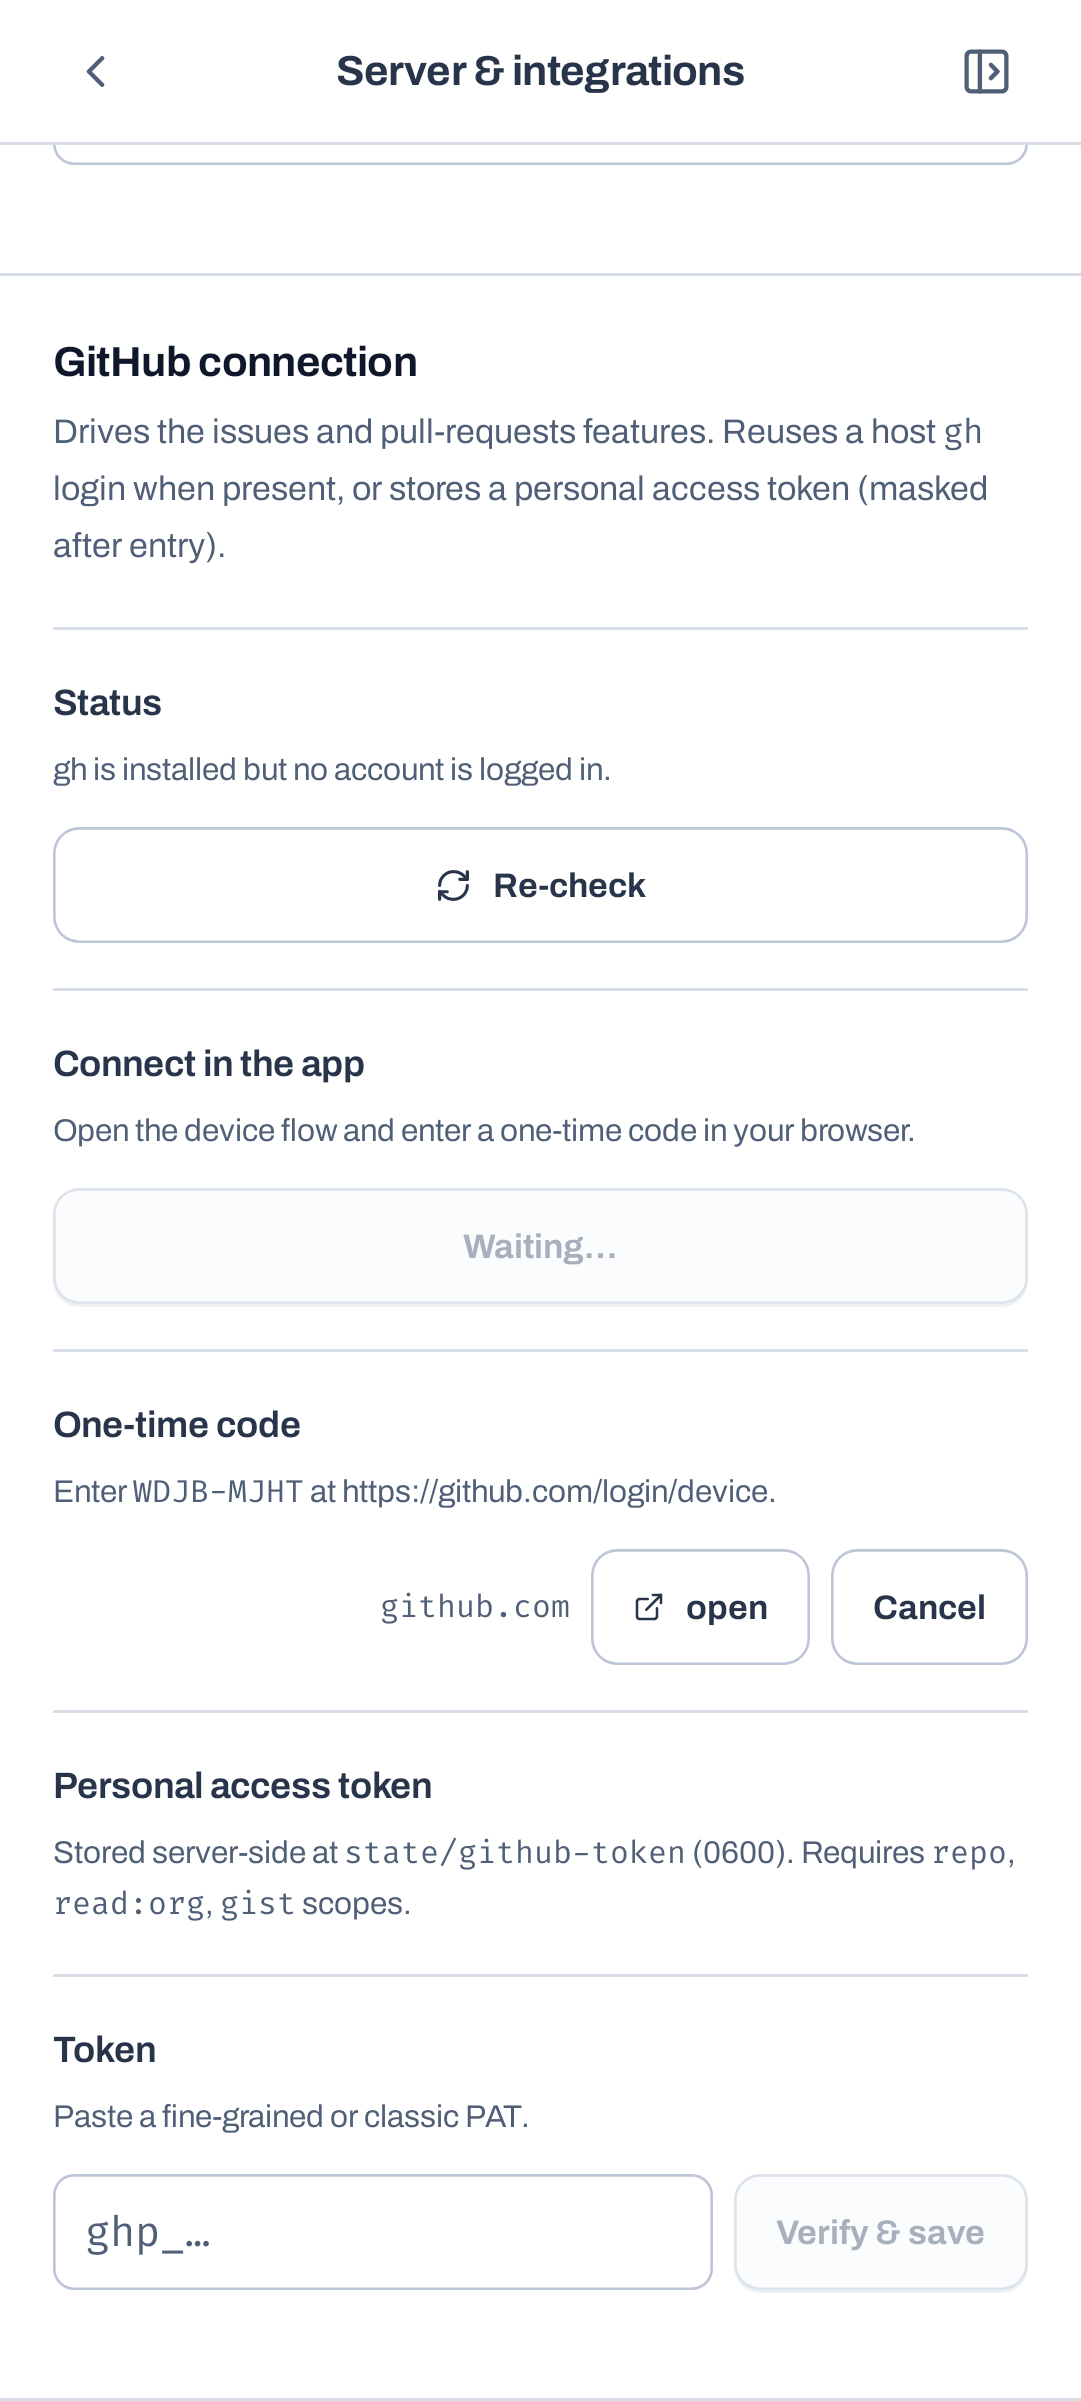 Server & integrations
GitHub connection
Drives the issues and pull-requests features. Reuses a host gh
login when present, or stores a personal access token (masked
after entry).
Status
gh is installed but no account is logged in.
Re-check
Connect in the app
Open the device flow and enter a one-time code in your browser.
Waiting...
One-time code
Enter WDJB-MJHT at https://github.com/login/device.
github.com open Cancel
Personal access token
Stored server-side at state/github-token (0600). Requires repo,
read:org, gist scopes.
Token
Paste a fine-grained or classic PAT.
ghp_… Verify & save